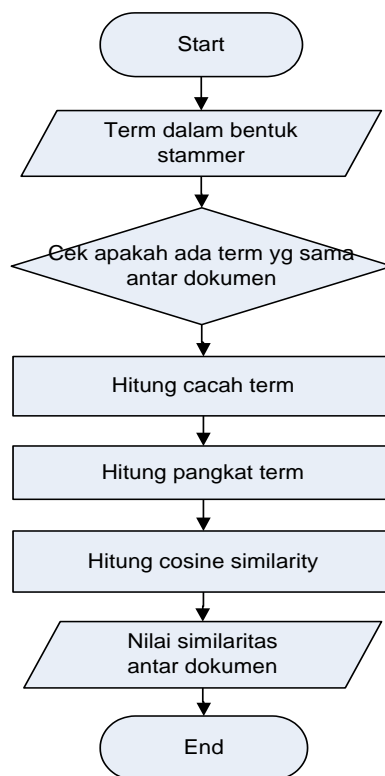 Start
Term dalam bentuk
stammer
Cek apakah ada term yg sama
antar dokumen
Hitung cacah term
Hitung pangkat term
Hitung cosine similarity
Nilai similaritas
antar dokumen
End